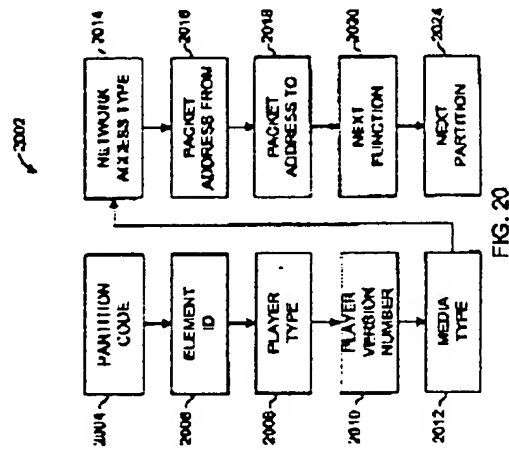 2002
2004
PARTITION
CODE
2006
ELEMENT
ID
2008
PLAYER
TYPE
2010
PLAYER
VERSION
NUMBER
2012
MEDIA
TYPE
NETWORK
ACCESS TYPE
2014
PACKET
ADDRESS FROM
2016
PACKET
ADDRESS TO
2018
NEXT
FUNCTION
2020
NEXT
PARTITION
2024
FIG. 20